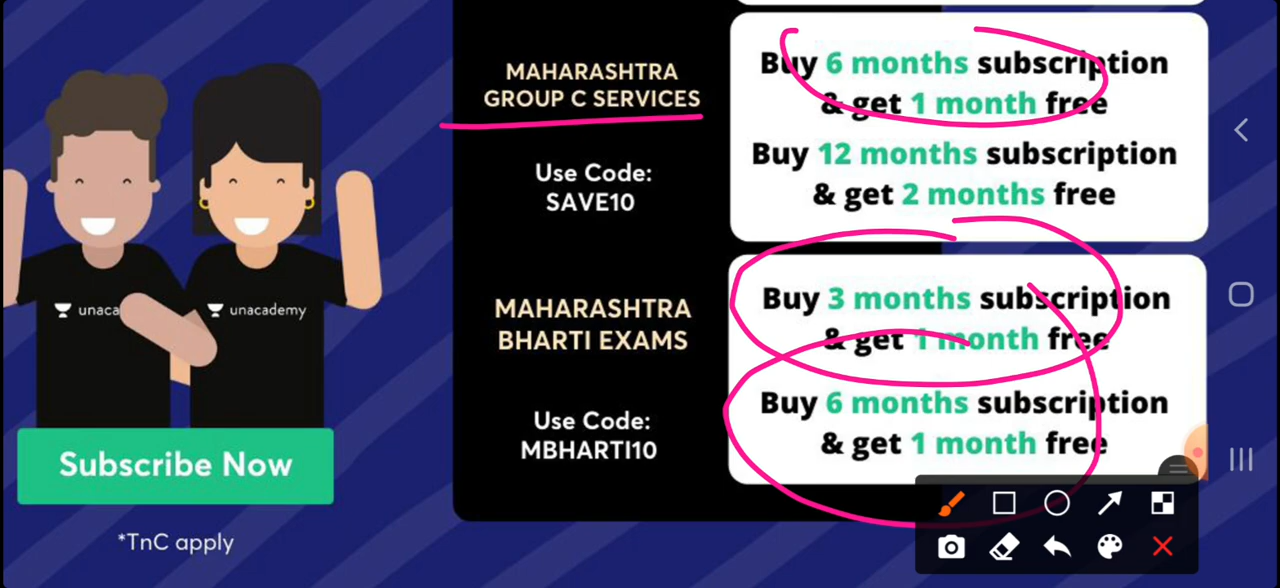 MAHARASHTRA
GROUP C SERVICES
Use Code:
SAVE10
Buy 6 months subscription
& get 1 month free
Buy 12 months subscription
& get 2 months free
MAHARASHTRA
BHARTI EXAMS
Use Code:
MBHARTI10
Buy 3 months subscription
& get 1 month free
Buy 6 months subscription
& get 1 month free
unaca
unacademy
Subscribe Now
*TnC apply